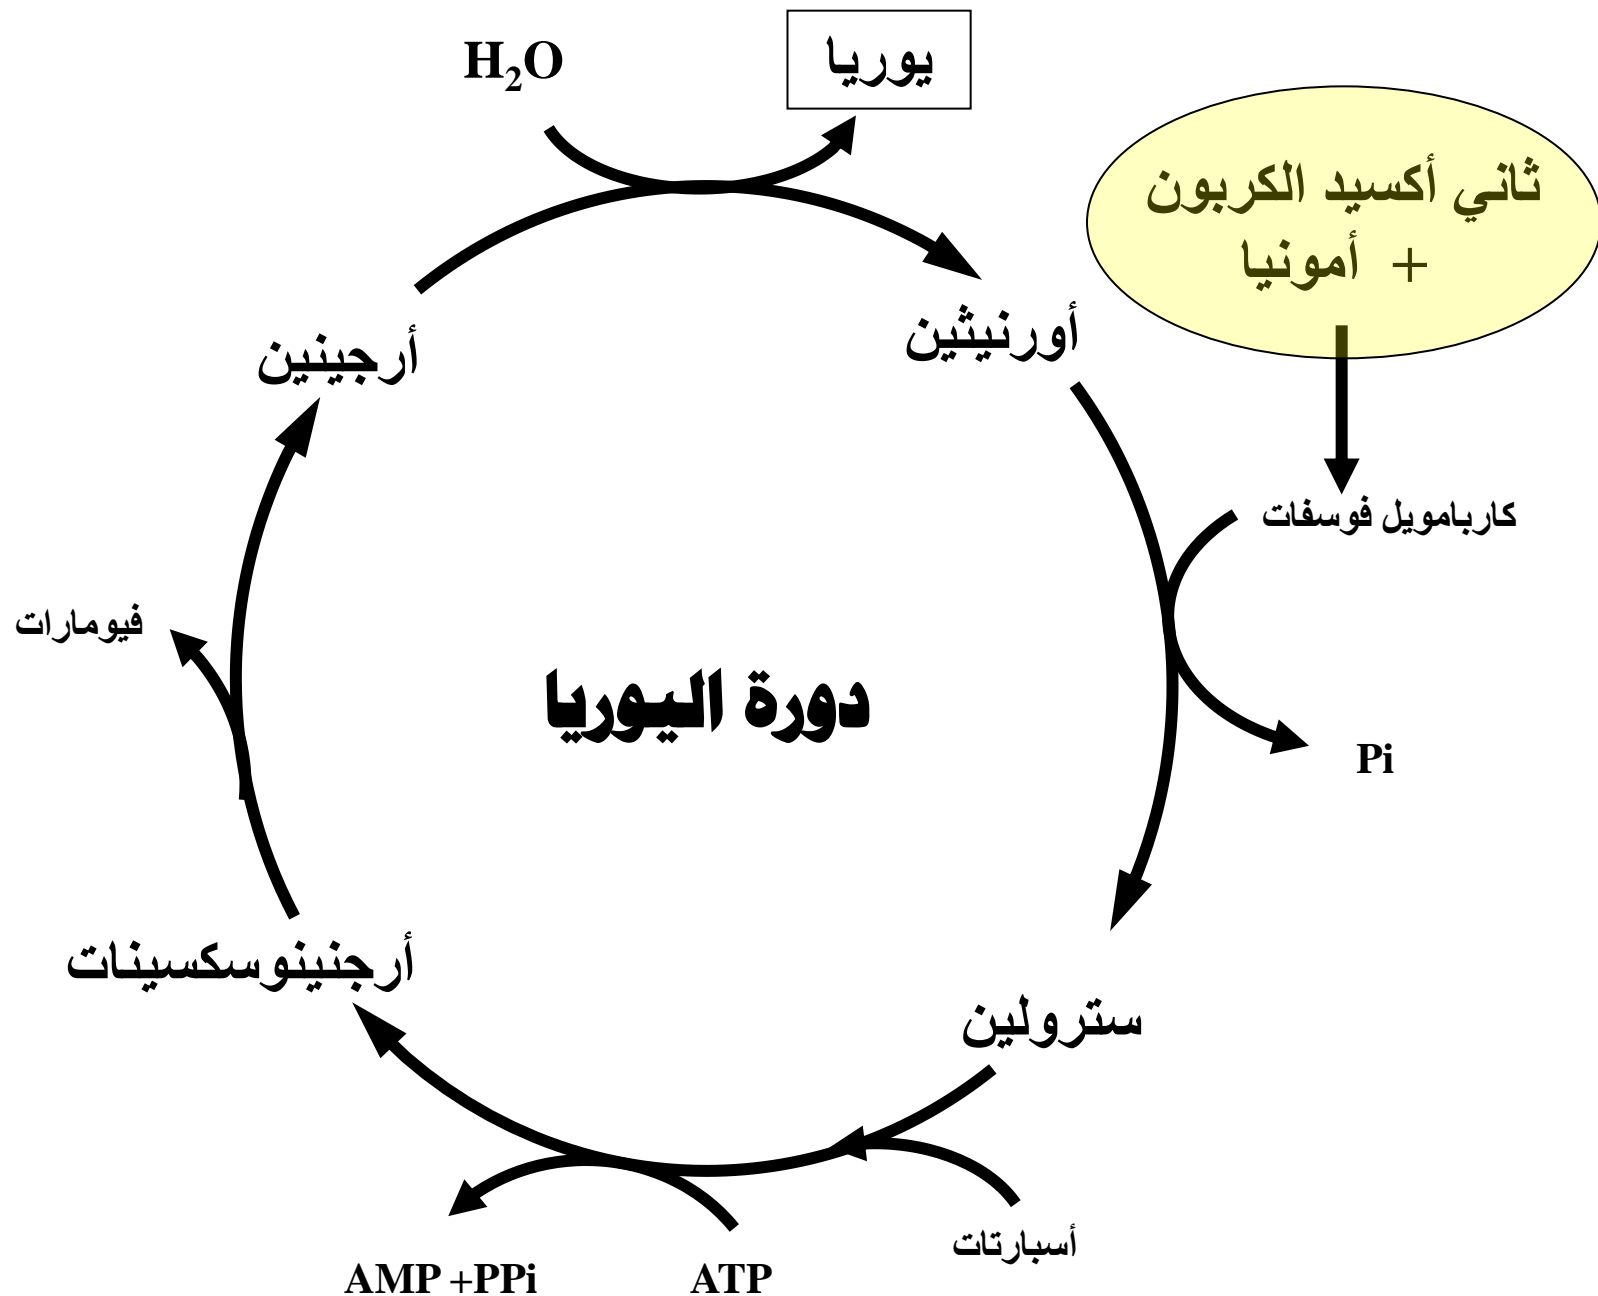 H₂O
يوريا
ثاني أكسيد الكربون
+ أمونيا
أورنيثين
أرجينين
كاربامويل فوسفات
فيومارات
دورة اليوريا
Pi
أرجنينوسكسينات
سترولين
أسبارتات
ATP
AMP +PPi